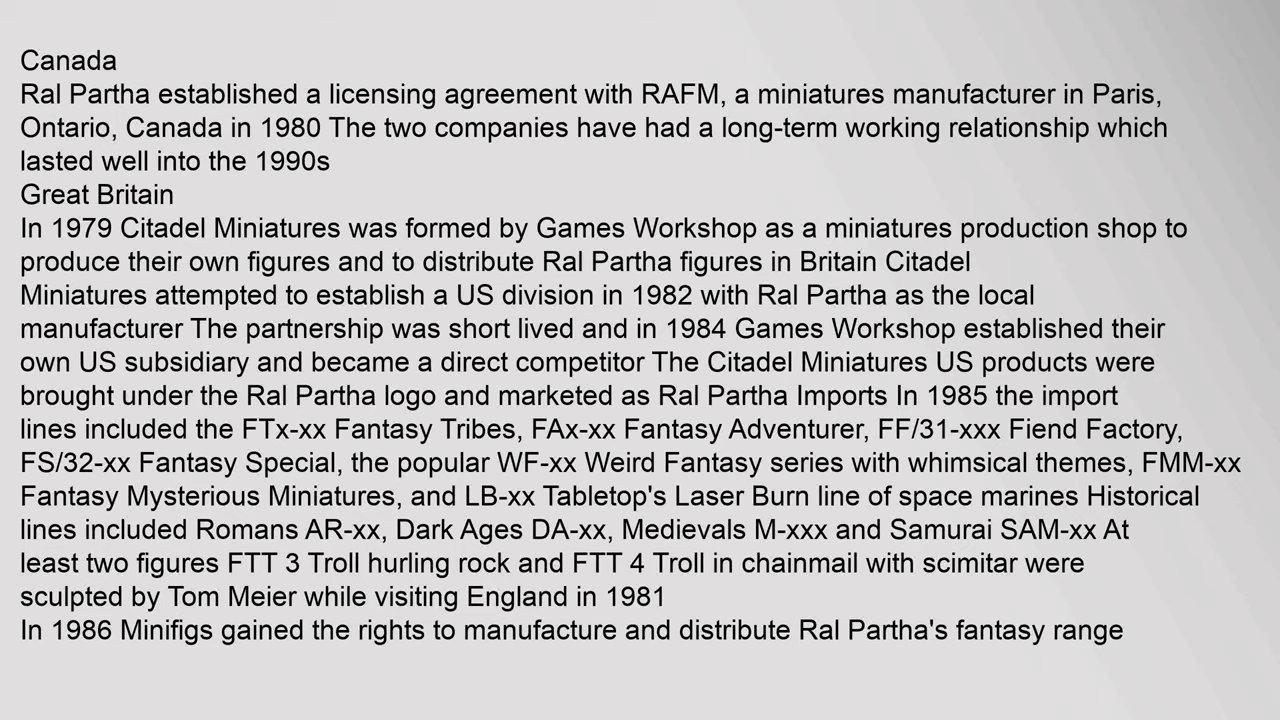 Canada
Ral Partha established a licensing agreement with RAFM, a miniatures manufacturer in Paris,
Ontario, Canada in 1980 The two companies have had a long-term working relationship which
lasted well into the 1990s
Great Britain
In 1979 Citadel Miniatures was formed by Games Workshop as a miniatures production shop to
produce their own figures and to distribute Ral Partha figures in Britain Citadel
Miniatures attempted to establish a US division in 1982 with Ral Partha as the local
manufacturer The partnership was short lived and in 1984 Games Workshop established their
own US subsidiary and became a direct competitor The Citadel Miniatures US products were
brought under the Ral Partha logo and marketed as Ral Partha Imports In 1985 the import
lines included the FTx-xx Fantasy Tribes, FAx-xx Fantasy Adventurer, FF/31-xxx Fiend Factory,
FS/32-xx Fantasy Special, the popular WF-xx Weird Fantasy series with whimsical themes, FMM-xx
Fantasy Mysterious Miniatures, and LB-xx Tabletop's Laser Burn line of space marines Historical
lines included Romans AR-xx, Dark Ages DA-xx, Medievals M-xxx and Samurai SAM-xx At
least two figures FTT 3 Troll hurling rock and FTT 4 Troll in chainmail with scimitar were
sculpted by Tom Meier while visiting England in 1981
In 1986 Minifigs gained the rights to manufacture and distribute Ral Partha's fantasy range